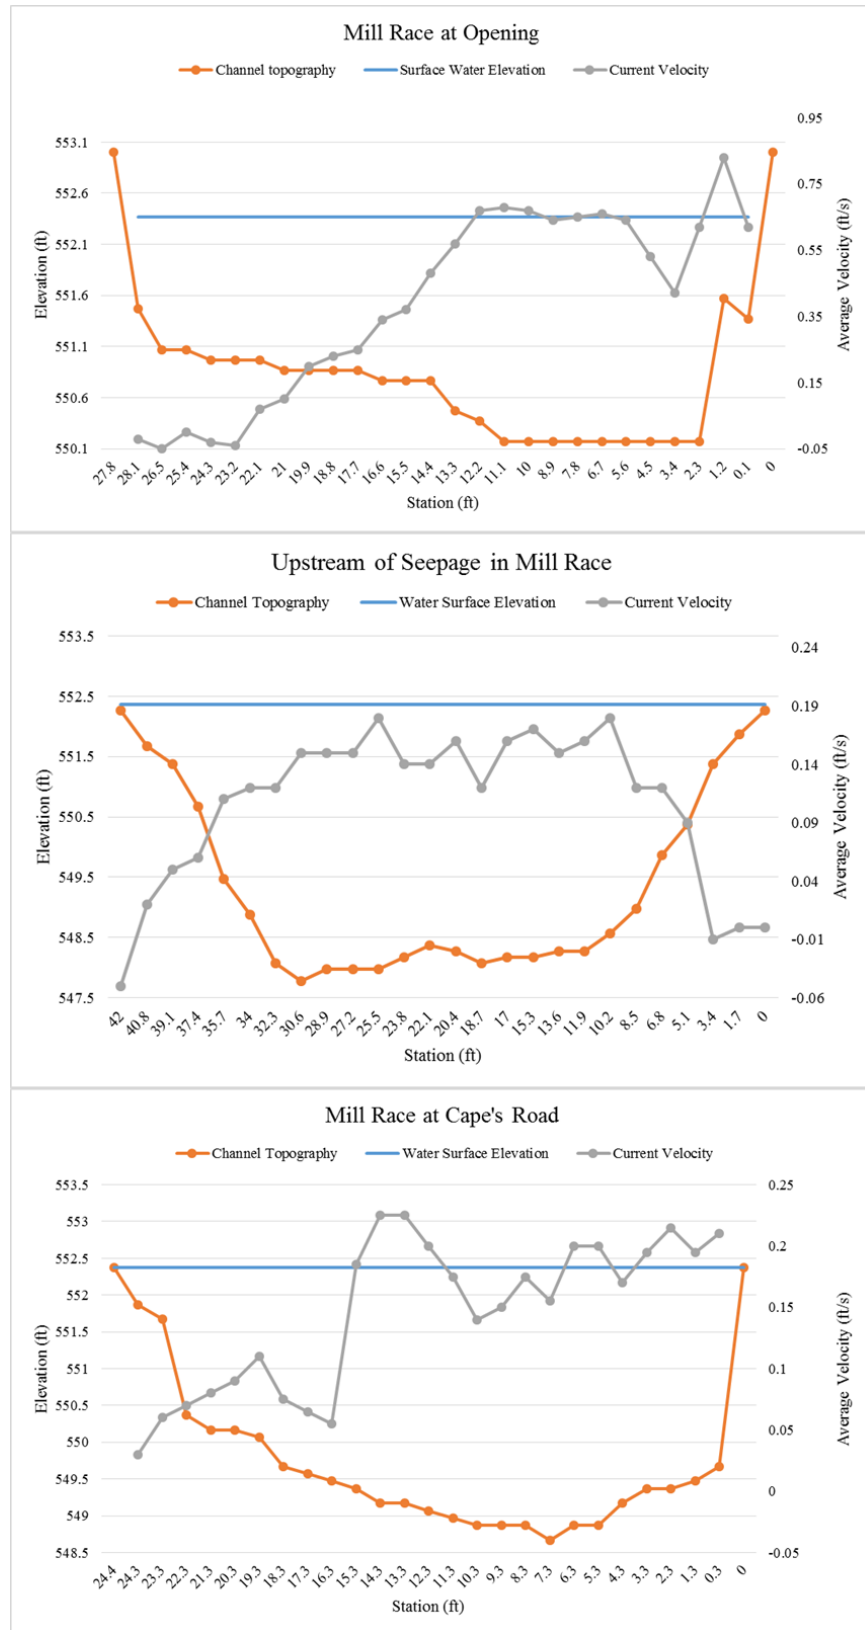 Mill Race at Opening
Channel topography Surface Water Elevation Current Velocity
553.1
552.6
552.1
551.6
551.1
550.6
550.1
Elevation (ft)
0.95
0.75
0.55
0.35
0.15
-0.05
Average Velocity (ft/s)
27.8 28.1 26.5 25.4 24.3 23.2 22.1 21 19.9 18.8 17.7 16.6 15.5 14.4 13.3 12.2 11.1 10 8.9 7.8 6.7 5.6 4.5 3.4 2.3 1.2 0.1 0
Station (ft)
Upstream of Seepage in Mill Race
Channel Topography Water Surface Elevation Current Velocity
553.5
552.5
551.5
550.5
549.5
548.5
547.5
Elevation (ft)
0.24
0.19
0.14
0.09
0.04
-0.01
-0.06
Average Velocity (ft/s)
42 40.8 39.1 37.4 35.7 34 32.3 30.6 28.9 27.2 25.5 23.8 22.1 20.4 18.7 17 15.3 13.6 11.9 10.2 8.5 6.8 5.1 3.4 1.7 0
Station (ft)
Mill Race at Cape's Road
Channel Topography Water Surface Elevation Current Velocity
553.5
553
552.5
552
551.5
551
550.5
550
549.5
549
548.5
Elevation (ft)
0.25
0.2
0.15
0.1
0.05
0
-0.05
Average Velocity (ft/s)
24.4 24.3 23.3 22.3 21.3 20.3 19.3 18.3 17.3 16.3 15.3 14.3 13.3 12.3 11.3 10.3 9.3 8.3 7.3 6.3 5.3 4.3 3.3 2.3 1.3 0.3 0
Station (ft)